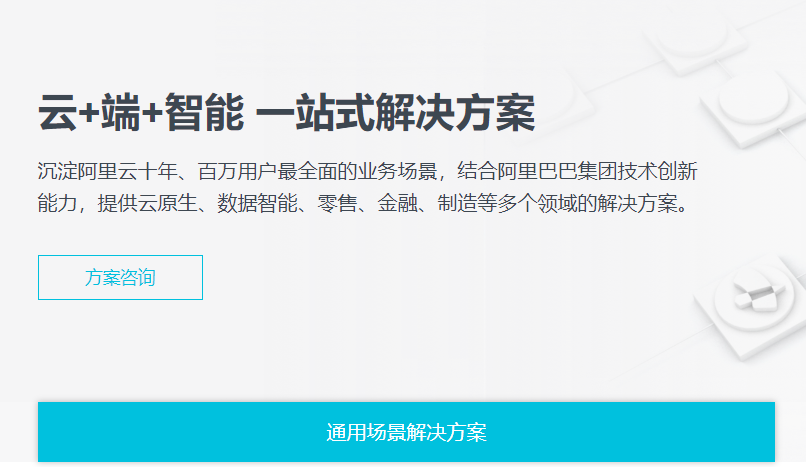 云+端+智能 一站式解决方案
沉淀阿里云十年、百万用户最全面的业务场景，结合阿里巴巴集团技术创新
能力，提供云原生、数据智能、零售、金融、制造等多个领域的解决方案。
方案咨询
通用场景解决方案